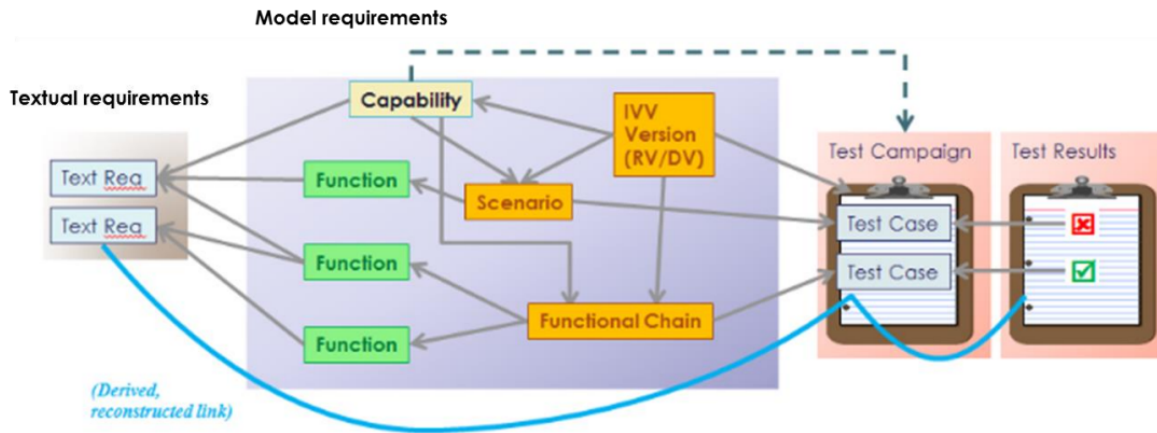 Model requirements
Textual requirements
Capability
IVV
Version
(RV/DV)
Test Campaign
Test Results
Text Req
Function
Scenario
Test Case
Text Req
Function
Test Case
Functional Chain
Function
(Derived,
reconstructed link)